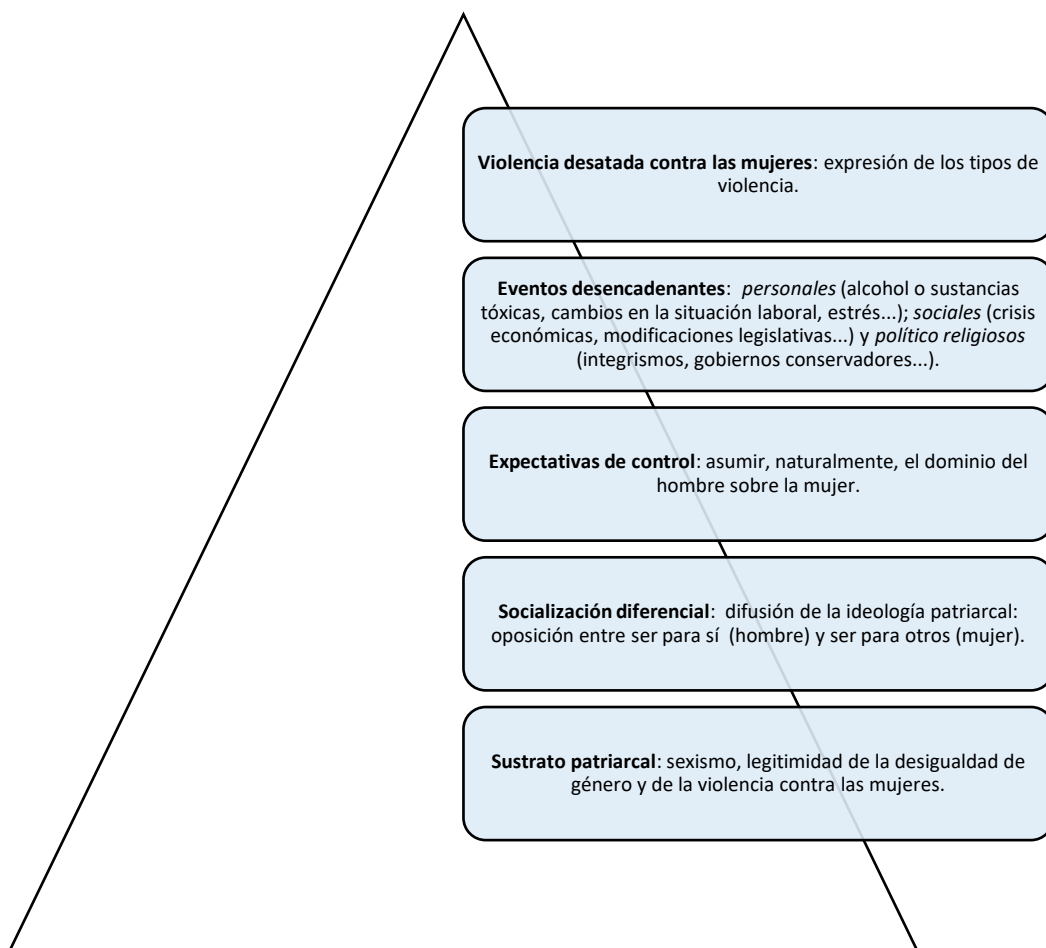 Violencia desatada contra las mujeres: expresión de los tipos de
violencia.
Eventos desencadenantes:  personales (alcohol o sustancias
tóxicas, cambios en la situación laboral, estrés...); sociales (crisis
económicas, modificaciones legislativas...) y político religiosos
(integrismos, gobiernos conservadores...).
Expectativas de control: asumir, naturalmente, el dominio del
hombre sobre la mujer.
Socialización diferencial:  difusión de la ideología patriarcal:
oposición entre ser para sí  (hombre) y ser para otros (mujer).
Sustrato patriarcal: sexismo, legitimidad de la desigualdad de
género y de la violencia contra las mujeres.